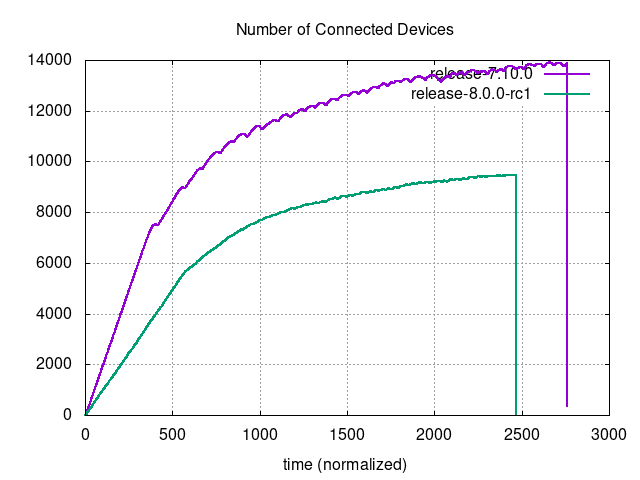 Number of Connected Devices
14000
12000
10000
8000
6000
4000
2000
0
release-7.10.0
release-8.0.0-rc1
0 500 1000 1500 2000 2500 3000
time (normalized)